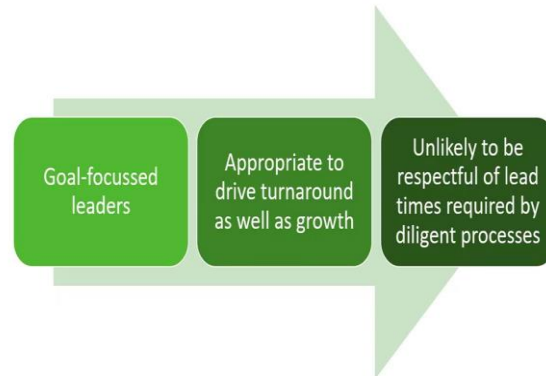 Goal-focussed
leaders
Appropriate to
drive turnaround
as well as growth
Unlikely to be
respectful of lead
times required by
diligent processes